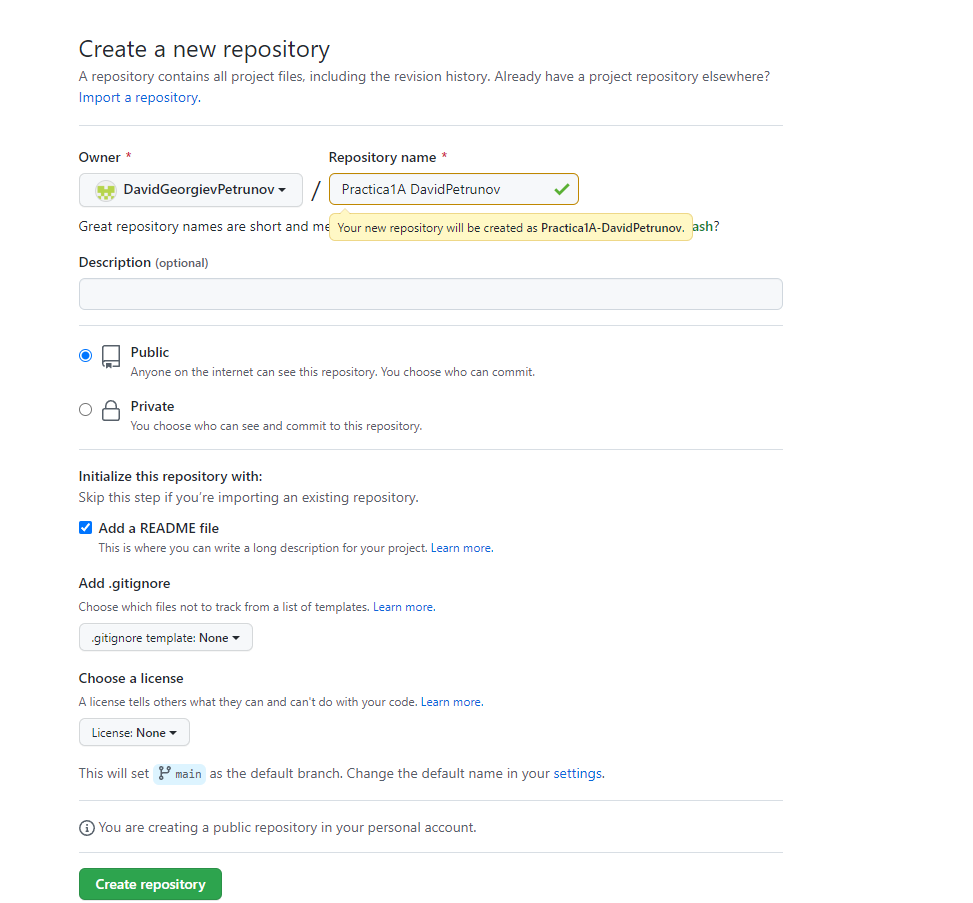 Create a new repository
A repository contains all project files, including the revision history. Already have a project repository elsewhere?
Import a repository.
Owner *
Repository name *
DavidGeorgievPetrunov
/
Practica1A DavidPetrunov
Great repository names are short and me
Your new repository will be created as Practica1A-DavidPetrunov.
ash?
Description (optional)
Public
Anyone on the internet can see this repository. You choose who can commit.
Private
You choose who can see and commit to this repository.
Initialize this repository with:
Skip this step if you’re importing an existing repository.
Add a README file
This is where you can write a long description for your project. Learn more.
Add .gitignore
Choose which files not to track from a list of templates. Learn more.
.gitignore template: None
Choose a license
A license tells others what they can and can't do with your code. Learn more.
License: None
This will set main as the default branch. Change the default name in your settings.
You are creating a public repository in your personal account.
Create repository